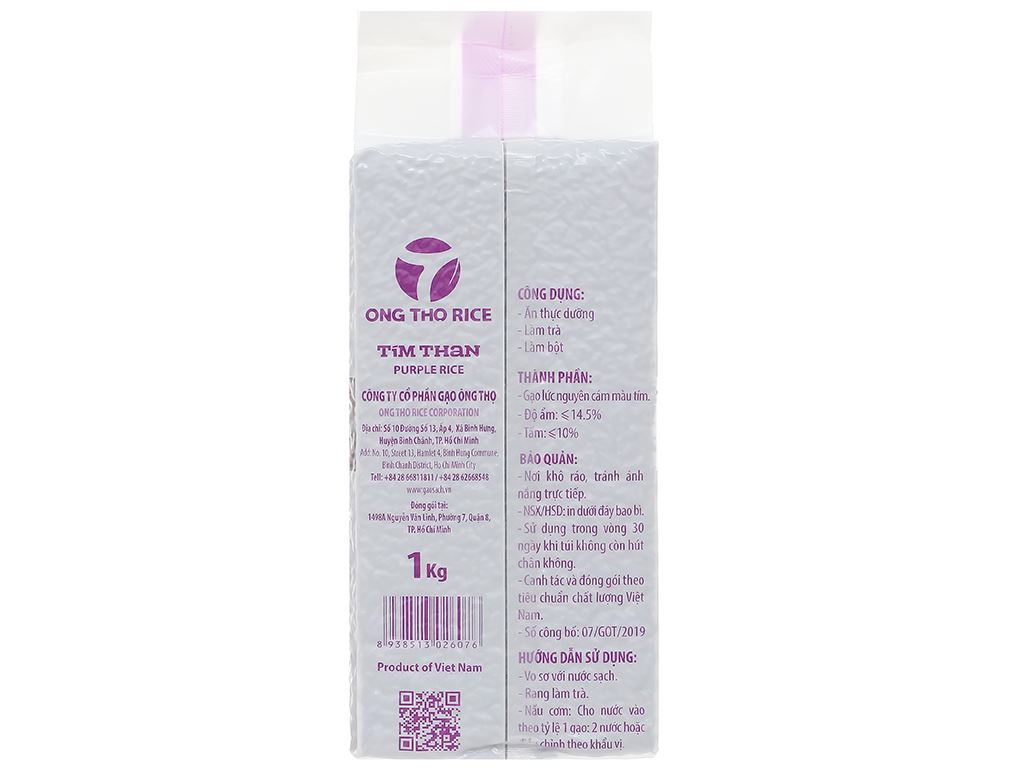 ONG THO RICE
TÍM THAN
PURPLE RICE
CÔNG TY CỔ PHẦN GẠO ÔNG THỌ
ONG THO RICE CORPORATION
Địa chỉ: Số 10 Đường Số 13, Ấp 4, Xã Bình Hưng,
Huyện Bình Chánh, TP. Hồ Chí Minh
Add: No. 10, Street 13, Hamlet 4, Binh Hung Commune,
Binh Chanh District, Ho Chi Minh City
Tell: +84 28 66811811 / +84 28 62668548
www.gaosach.vn
Đóng gói tại:
1498A Nguyễn Văn Linh, Phường 7, Quận 8,
TP. Hồ Chí Minh
1 Kg
8 938513 026076
Product of Viet Nam
CÔNG DỤNG:
- Ăn thực dưỡng
- Làm trà
- Làm bột
THÀNH PHẦN:
- Gạo lức nguyên cám màu tím.
- Độ ẩm: ⩽ 14.5%
- Tấm: ⩽10%
BẢO QUẢN:
- Nơi khô ráo, tránh ánh
nắng trực tiếp.
- NSX/HSD: in dưới đáy bao bì.
- Sử dụng trong vòng 30
ngày khi túi không còn hút
chân không.
- Canh tác và đóng gói theo
tiêu chuẩn chất lượng Việt
Nam.
- Số công bố: 07/GOT/2019
HƯỚNG DẪN SỬ DỤNG:
- Vo sơ với nước sạch.
- Rang làm trà.
- Nấu cơm: Cho nước vào
theo tỷ lệ 1 gạo: 2 nước hoặc
chỉnh theo khẩu vị.